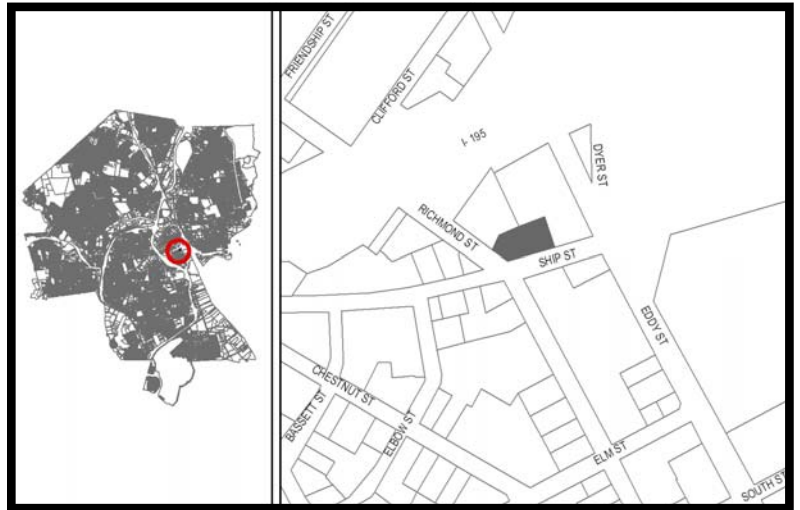 FRIENDSHIP ST
CLIFFORD ST
I- 195
DYER ST
RICHMOND ST
SHIP ST
EDDY ST
CHESTNUT ST
BASSETT ST
ELBOW ST
ELM ST
SOUTH ST